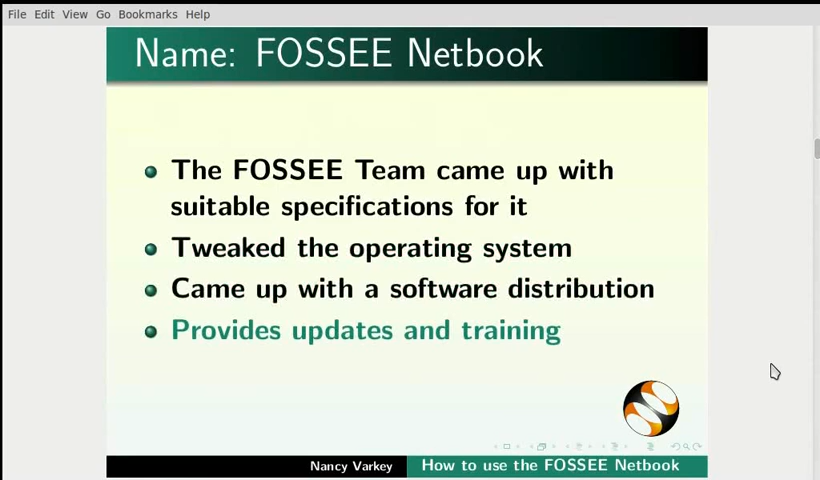 File Edit View Go Bookmarks Help
Name: FOSSEE Netbook
The FOSSEE Team came up with
suitable specifications for it
Tweaked the operating system
Came up with a software distribution
Provides updates and training
Nancy Varkey How to use the FOSSEE Netbook